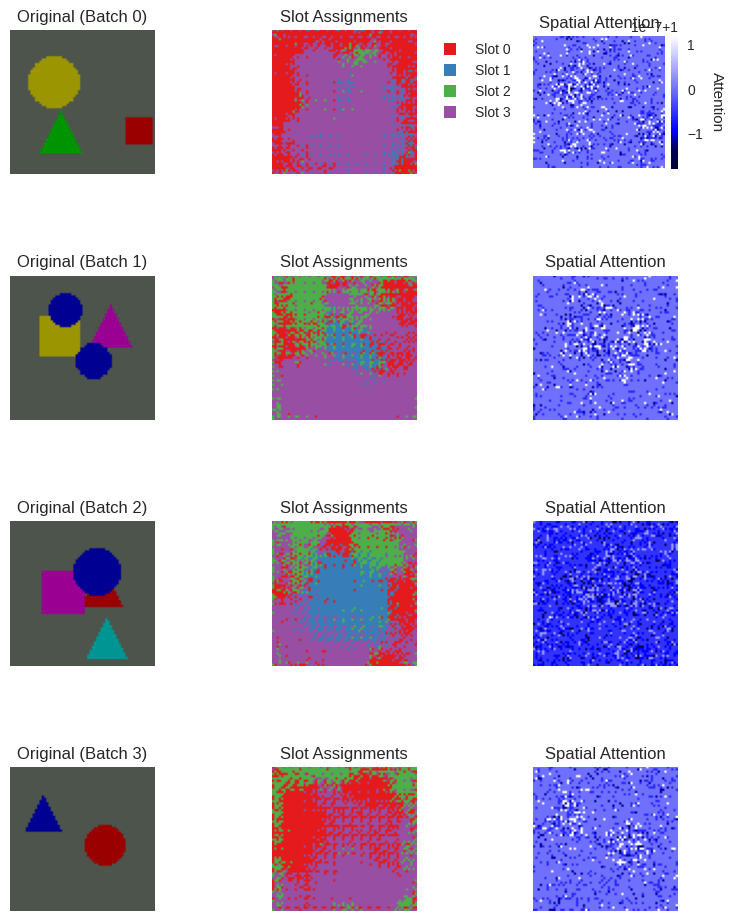 Original (Batch 0)
Slot Assignments
Slot 0
Slot 1
Slot 2
Slot 3
Spatial Attention
1e−7+1
1
0
−1
Attention
Original (Batch 1)
Slot Assignments
Spatial Attention
Original (Batch 2)
Slot Assignments
Spatial Attention
Original (Batch 3)
Slot Assignments
Spatial Attention